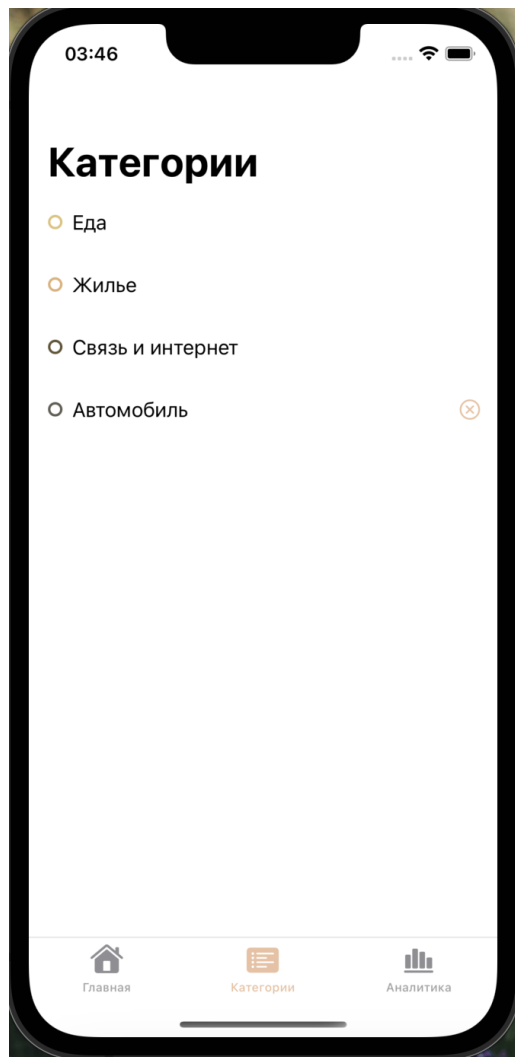 03:46
Категории
Еда
Жилье
Связь и интернет
Автомобиль
Главная
Категории
Аналитика